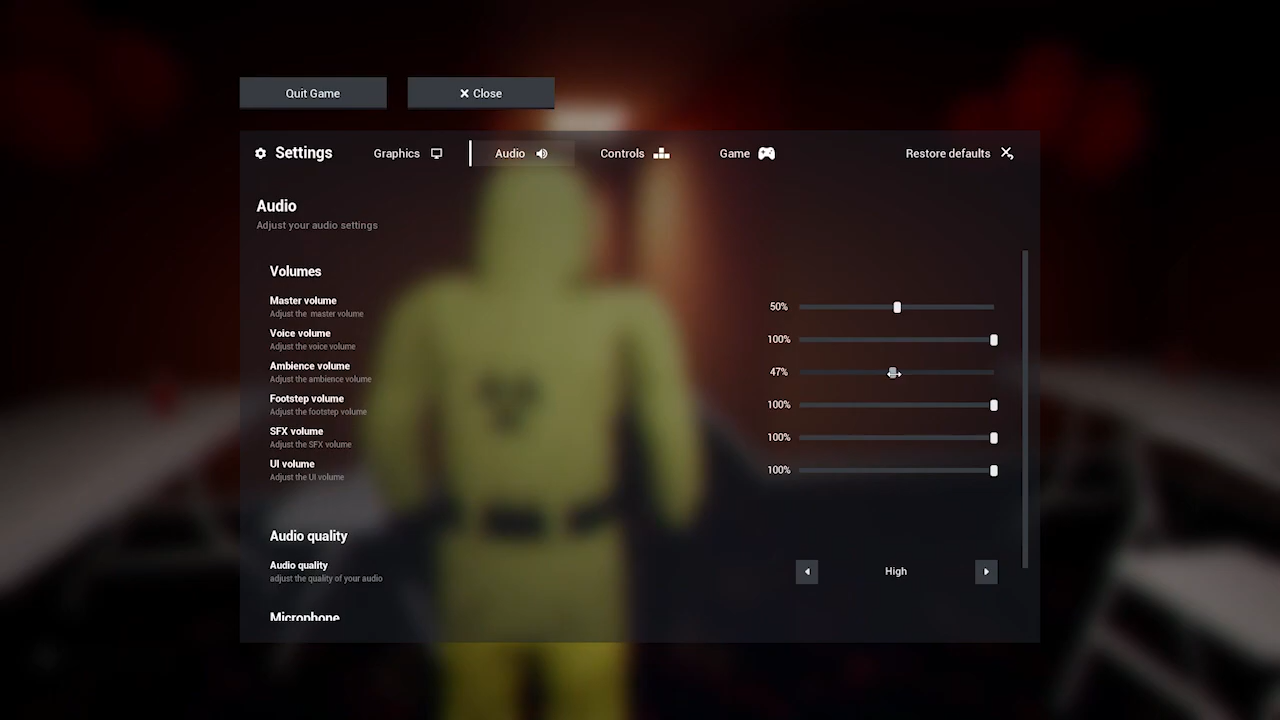 Quit Game
Close
Settings
Graphics
Audio
Controls
Game
Restore defaults
Audio
Adjust your audio settings
Volumes
Master volume
Adjust the  master volume
50%
Voice volume
Adjust the voice volume
100%
Ambience volume
Adjust the ambience volume
47%
Footstep volume
Adjust the footstep volume
100%
SFX volume
Adjust the SFX volume
100%
UI volume
Adjust the UI volume
100%
Audio quality
Audio quality
adjust the quality of your audio
High
Microphone